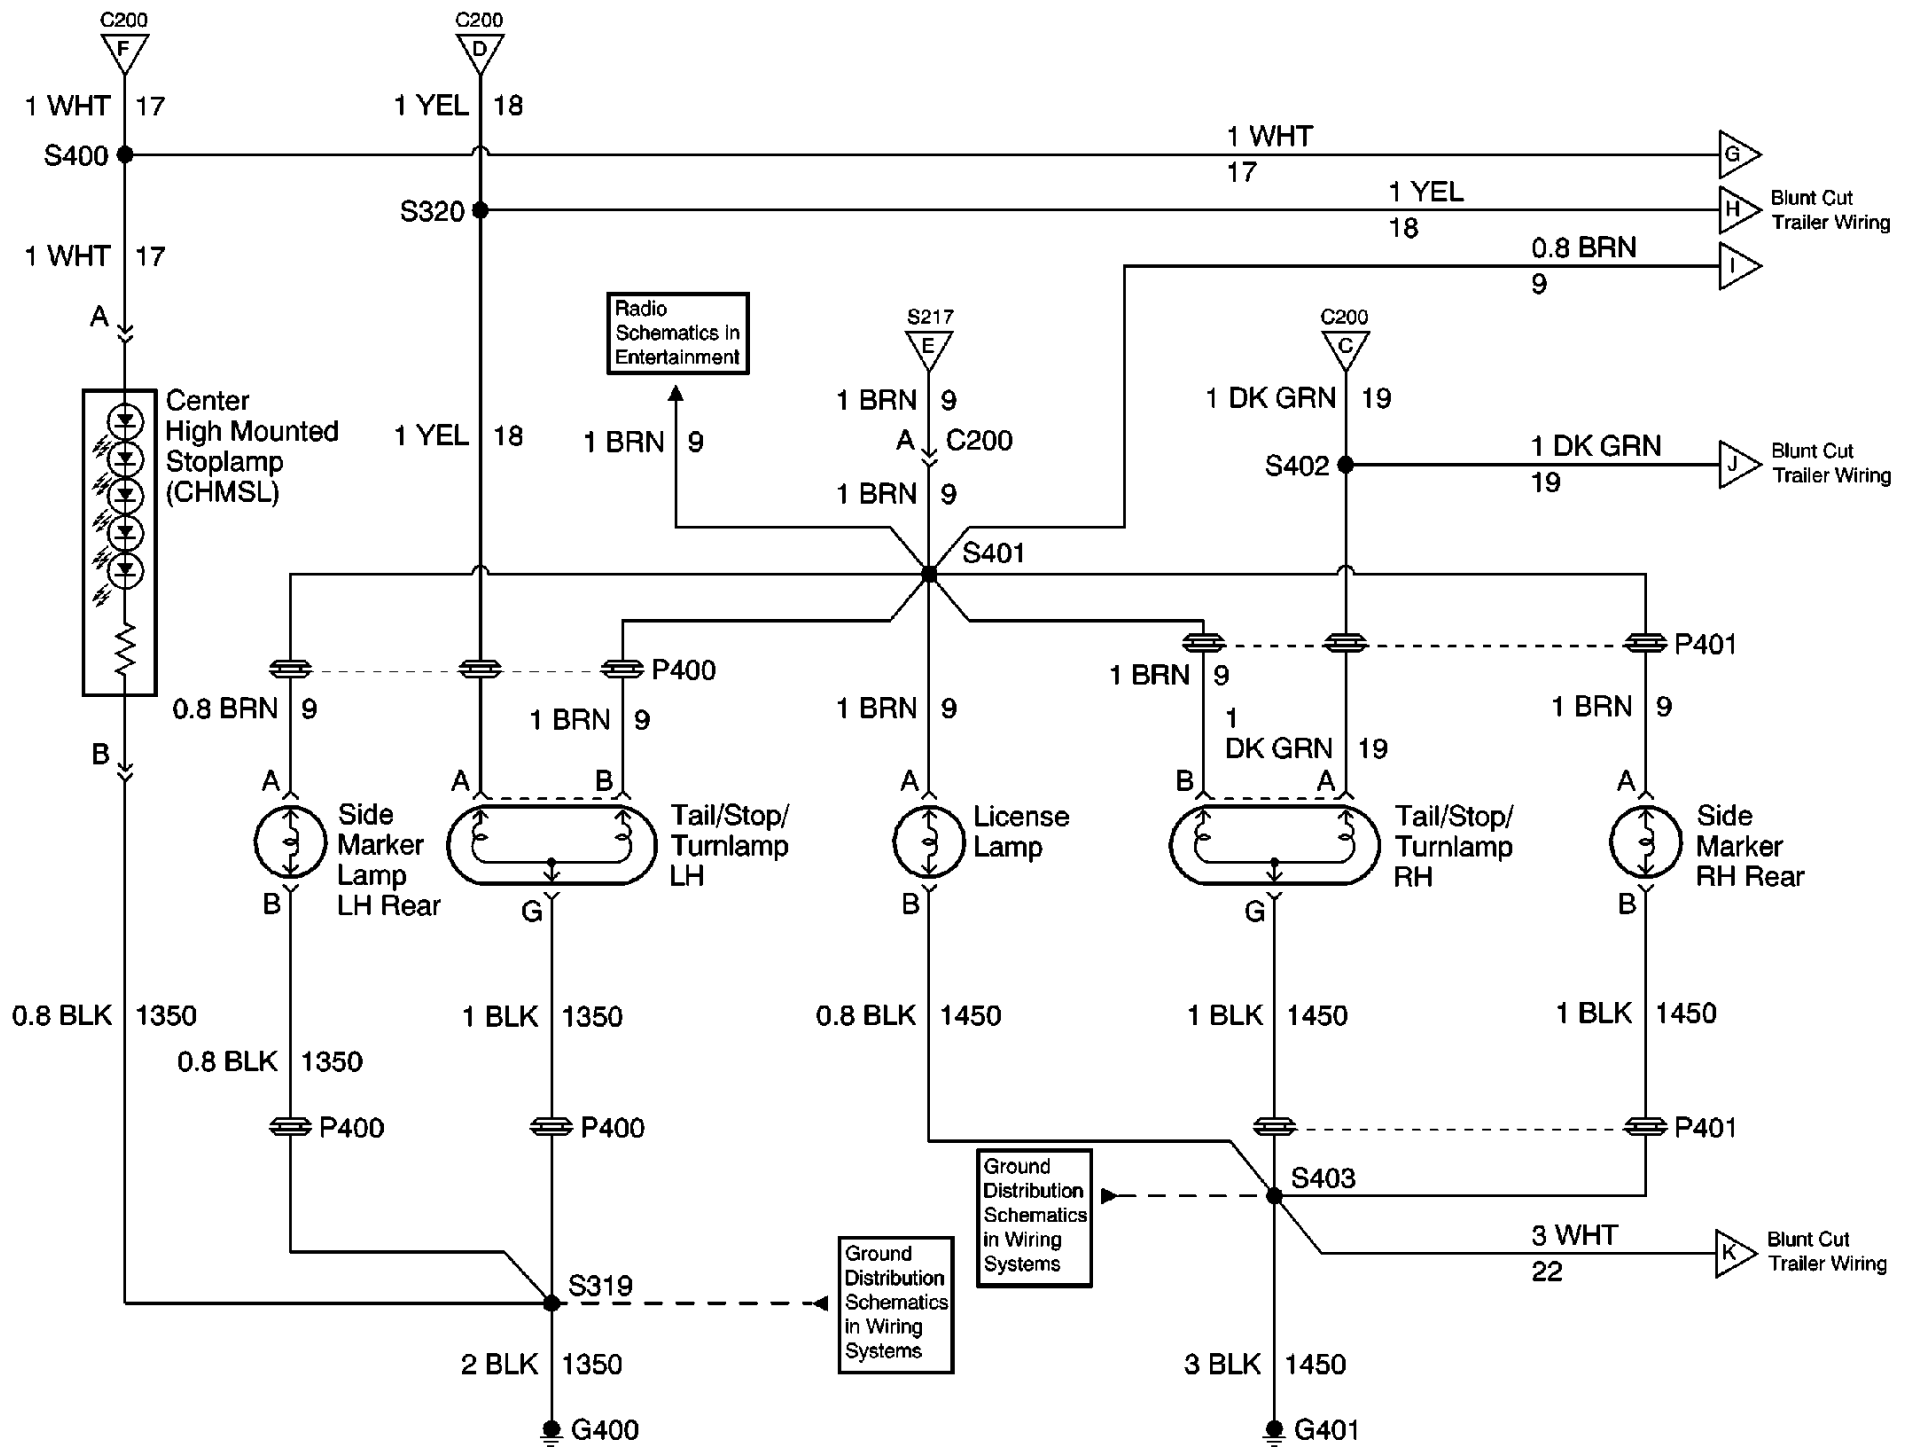 C200
F
C200
D
1 WHT 17
1 YEL 18
S400
1 WHT
17
G
S320
1 YEL
18
H
Blunt Cut
Trailer Wiring
1 WHT 17
0.8 BRN
9
I
A
Radio
Schematics in
Entertainment
S217
E
C200
C
Center
High Mounted
Stoplamp
(CHMSL)
1 YEL 18
1 BRN 9
1 BRN 9
A C200
1 BRN 9
1 DK GRN 19
S402
1 DK GRN
19
J
Blunt Cut
Trailer Wiring
S401
P400
P401
0.8 BRN 9
1 BRN 9
1 BRN 9
1 BRN 9
1
DK GRN 19
1 BRN 9
B
A
A
B
A
B
A
A
Side
Marker
Lamp
LH Rear
Tail/Stop/
Turnlamp
LH
License
Lamp
Tail/Stop/
Turnlamp
RH
Side
Marker
RH Rear
B
G
B
G
B
0.8 BLK 1350
1 BLK 1350
0.8 BLK 1450
1 BLK 1450
1 BLK 1450
0.8 BLK 1350
P400
P400
P401
Ground
Distribution
Schematics
in Wiring
Systems
S403
3 WHT
22
K
Blunt Cut
Trailer Wiring
S319
Ground
Distribution
Schematics
in Wiring
Systems
2 BLK 1350
3 BLK 1450
G400
G401